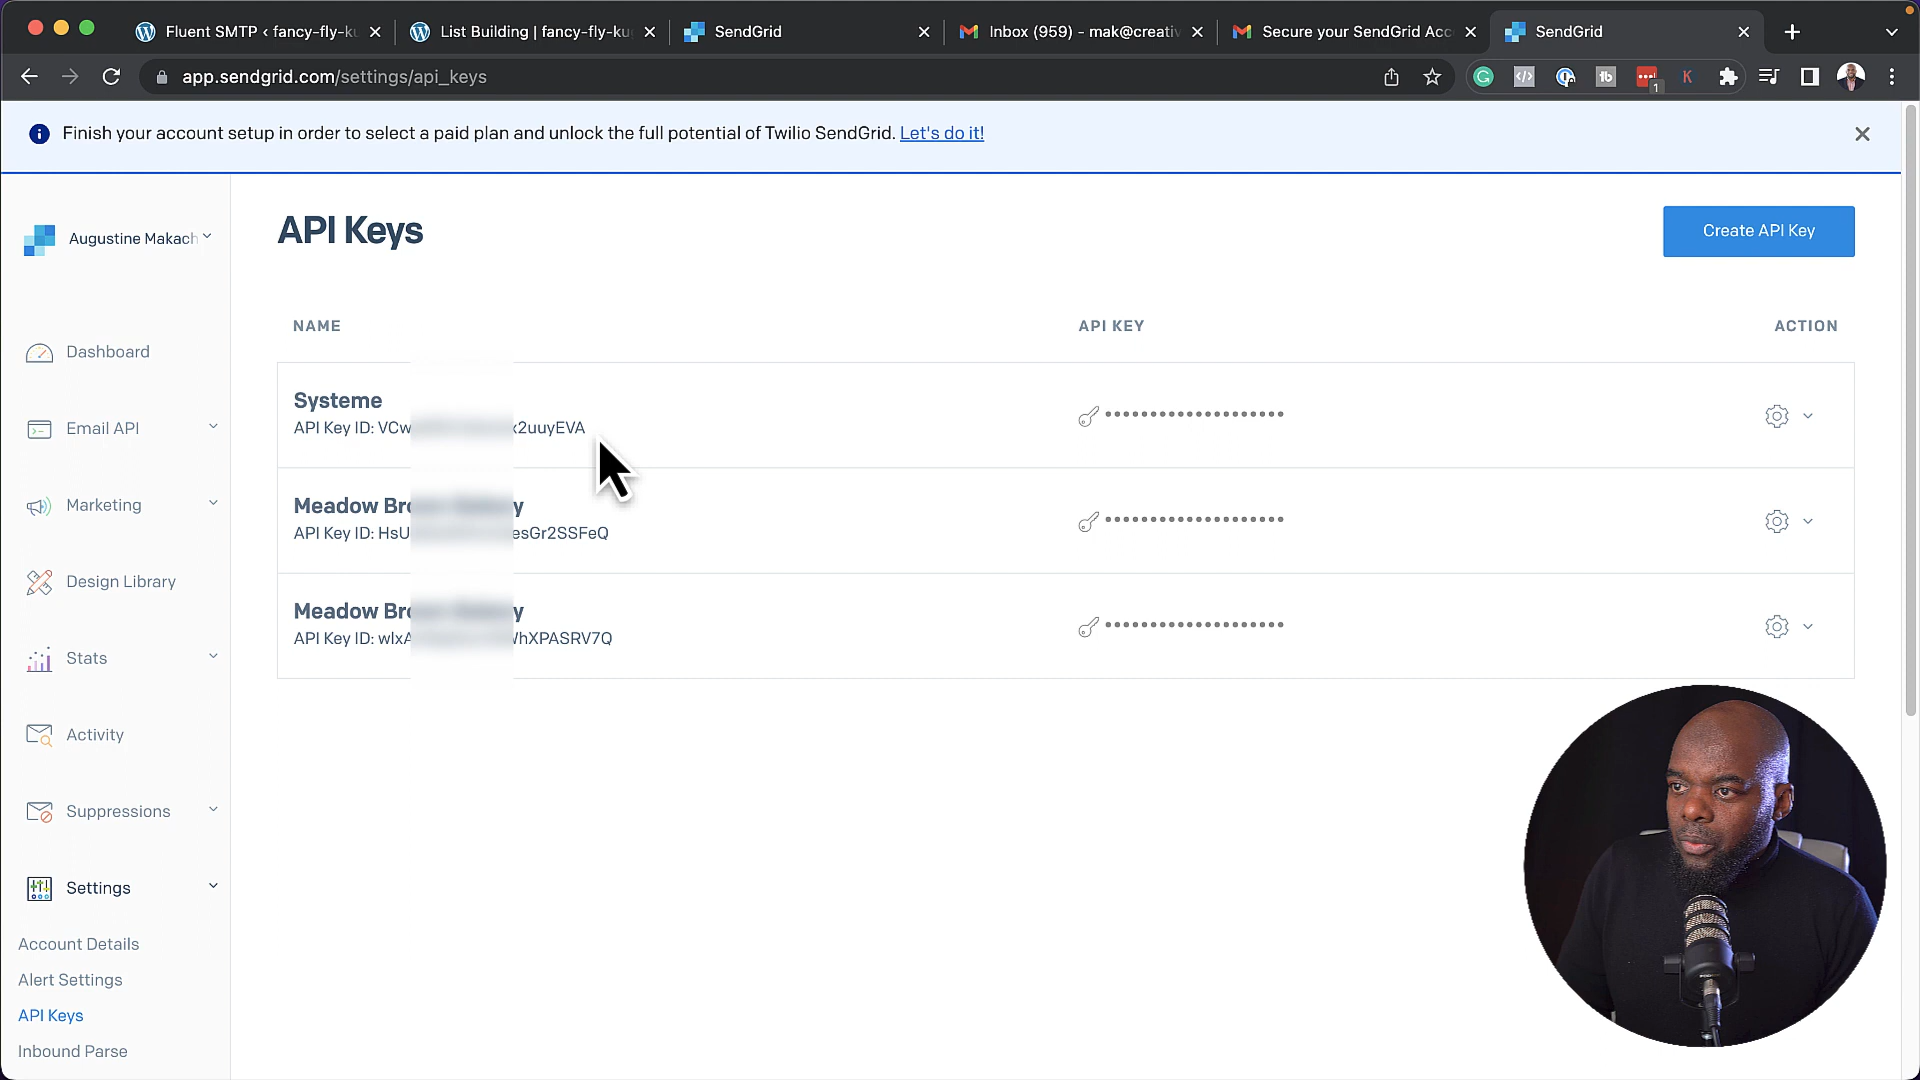 Fluent SMTP ‹ fancy-fly-ku
List Building | fancy-fly-ku
SendGrid
Inbox (959) - mak@creativ
Secure your SendGrid Acc
SendGrid
app.sendgrid.com/settings/api_keys
1
Finish your account setup in order to select a paid plan and unlock the full potential of Twilio SendGrid. Let's do it!
Augustine Makach
API Keys
Create API Key
NAME
API KEY
ACTION
Systeme
API Key ID: VCw x2uuyEVA
Meadow Br y
API Key ID: HsU esGr2SSFeQ
Meadow Br y
API Key ID: wlxA hXPASRV7Q
Dashboard
Email API
Marketing
Design Library
Stats
Activity
Suppressions
Settings
Account Details
Alert Settings
API Keys
Inbound Parse